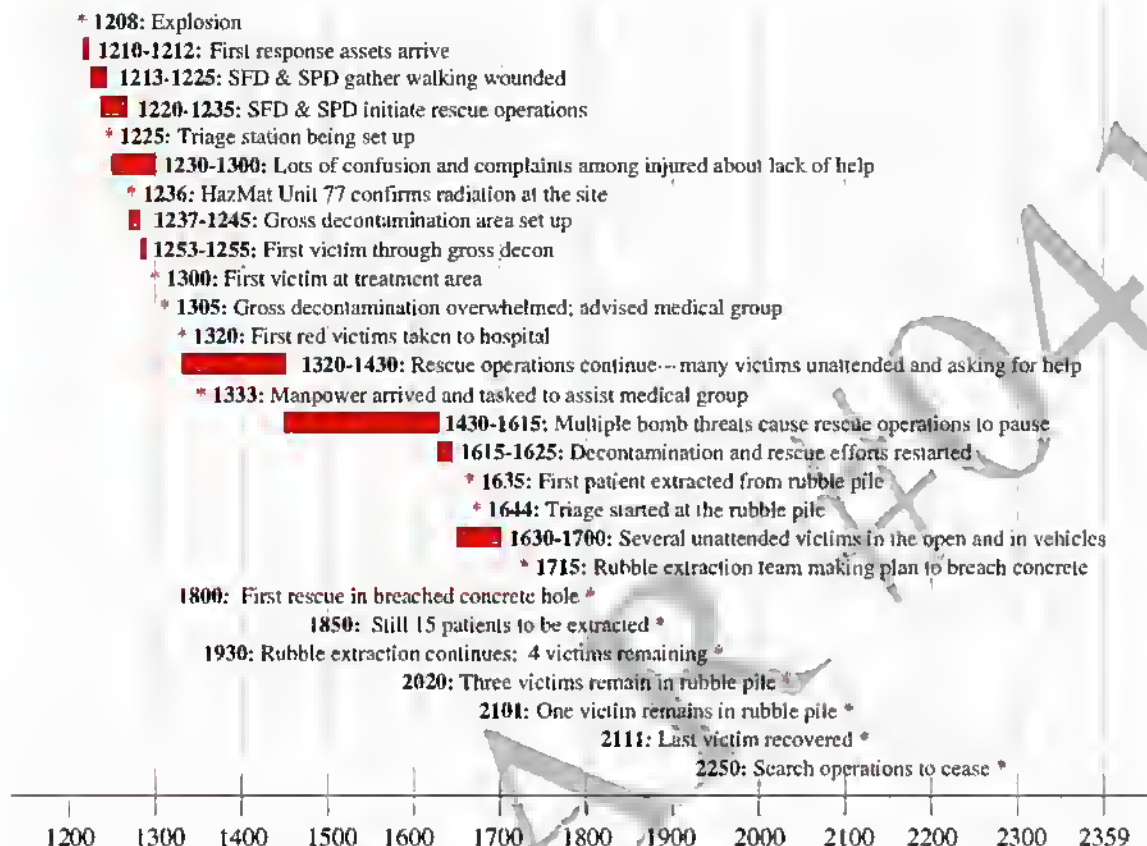 * 1208: Explosion
1210-1212: First response assets arrive
1213-1225: SFD & SPD gather walking wounded
1220-1235: SFD & SPD initiate rescue operations
* 1225: Triage station being set up
1230-1300: Lots of confusion and complaints among injured about lack of help
* 1236: HazMat Unit 77 confirms radiation at the site
1237-1245: Gross decontamination area set up
1253-1255: First victim through gross decon
* 1300: First victim at treatment area
* 1305: Gross decontamination overwhelmed; advised medical group
* 1320: First red victims taken to hospital
1320-1430: Rescue operations continue--- many victims unattended and asking for help
* 1333: Manpower arrived and tasked to assist medical group
1430-1615: Multiple bomb threats cause rescue operations to pause
1615-1625: Decontamination and rescue efforts restarted
* 1635: First patient extracted from rubble pile
* 1644: Triage started at the rubble pile
1630-1700: Several unattended victims in the open and in vehicles
* 1715: Rubble extraction team making plan to breach concrete
1800: First rescue in breached concrete hole *
1850: Still 15 patients to be extracted *
1930: Rubble extraction continues; 4 victims remaining *
2020: Three victims remain in rubble pile *
2101: One victim remains in rubble pile *
2111: Last victim recovered *
2250: Search operations to cease *
1200 1300 1400 1500 1600 1700 1800 1900 2000 2100 2200 2300 2359